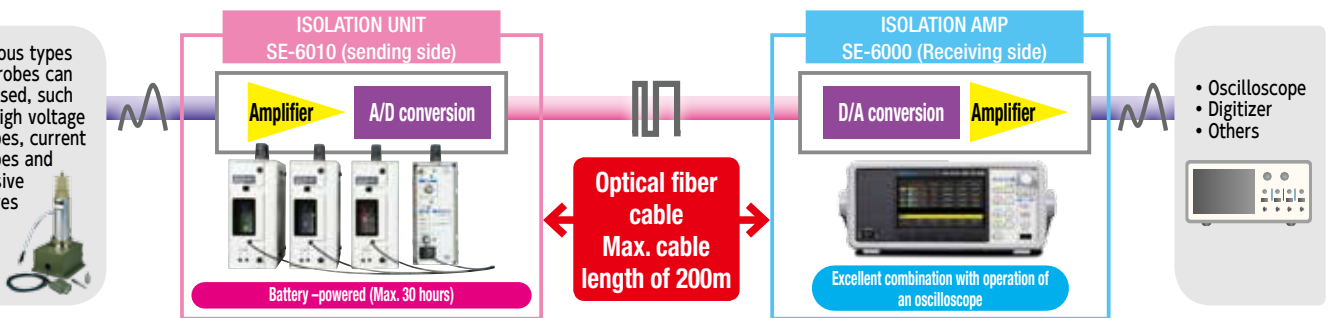 ous types
robes can
sed, such
igh voltage
es, current
es and
sive
es
ISOLATION UNIT
SE-6010 (sending side)
Amplifier
A/D conversion
Battery –powered (Max. 30 hours)
Optical fiber
cable
Max. cable
length of 200m
ISOLATION AMP
SE-6000 (Receiving side)
D/A conversion
Amplifier
Excellent combination with operation of
an oscilloscope
• Oscilloscope
• Digitizer
• Others